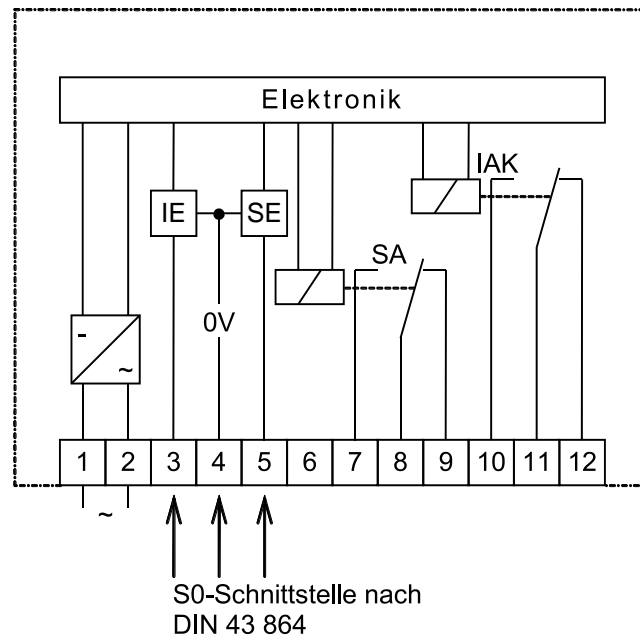 Elektronik
IAK
IE
SE
SA
0V
-
~
1 2 3 4 5 6 7 8 9 10 11 12
~
S0-Schnittstelle nach
DIN 43 864